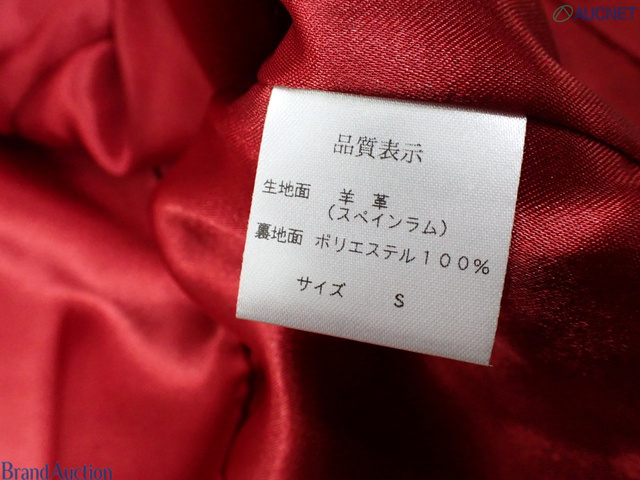 AUCNET
品質表示
生地面 羊 革
(スペインラム)
裏地面 ポリエステル100%
サイズ S
Brand Auction